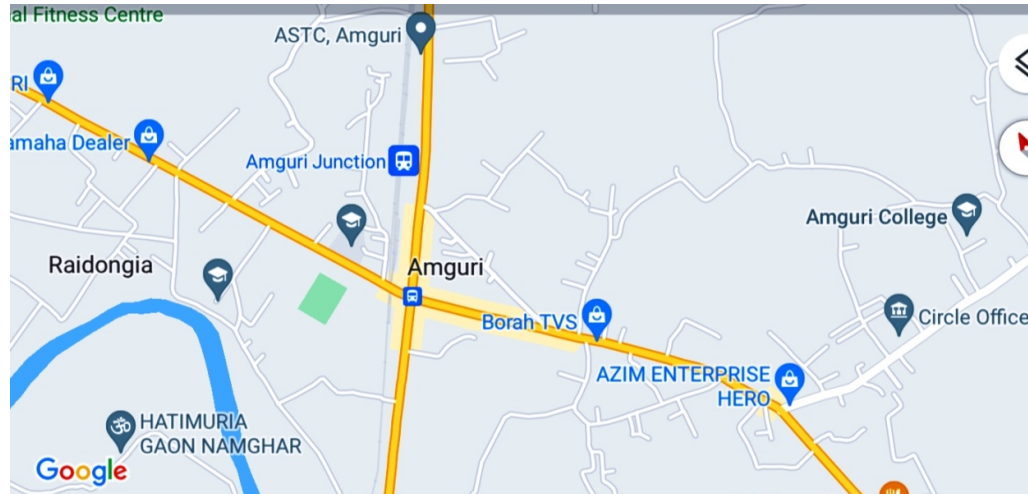 al Fitness Centre
ASTC, Amguri
RI
amaha Dealer
Amguri Junction
Amguri College
Raidongia
Amguri
Borah TVS
Circle Office
AZIM ENTERPRISE
HERO
HATIMURIA
GAON NAMGHAR
Google